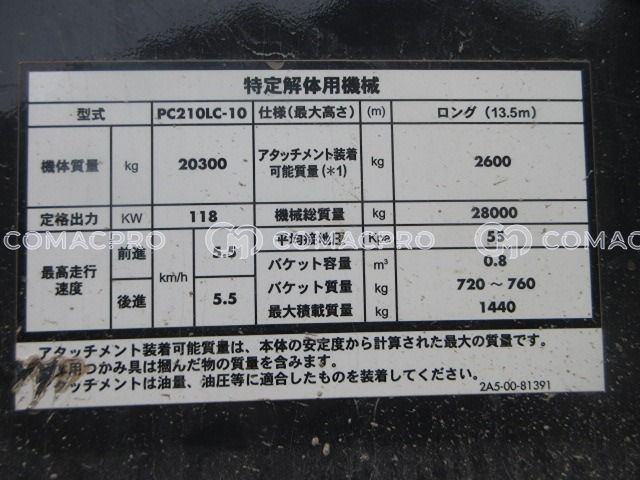 特定解体用機械
型式 PC210LC-10 仕様(最大高さ) (m) ロング(13.5m)
機体質量 kg 20300 アタッチメント装着可能質量(*1) kg 2600
定格出力 KW 118 機械総質量 kg 28000
最高走行速度 前進 km/h 5.5 平均接地圧 Kpa 55
バケット容量 m³ 0.8
後進 5.5 バケット質量 kg 720~760
最大積載質量 kg 1440
アタッチメント装着可能質量は、本体の安定度から計算された最大の質量です。
用つかみ具は掴んだ物の質量を含みます。
タッチメントは油量、油圧等に適合したものを装着してください。
2A5-00-81391
COMACPRO COMACPRO COMACPRO